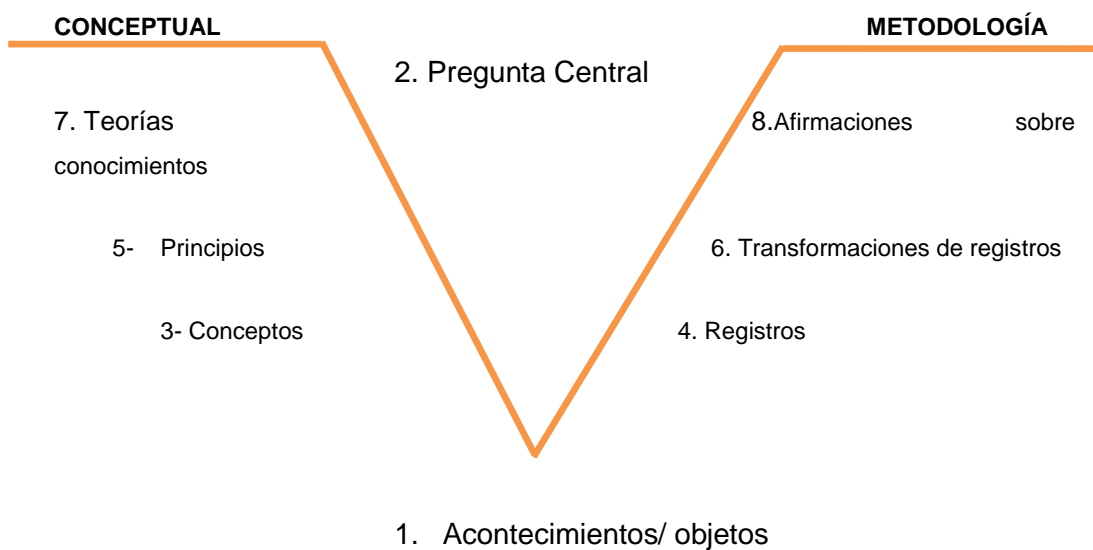 CONCEPTUAL METODOLOGÍA
2. Pregunta Central
7. Teorías 8.Afirmaciones sobre
conocimientos
5- Principios 6. Transformaciones de registros
3- Conceptos 4. Registros
1. Acontecimientos/ objetos